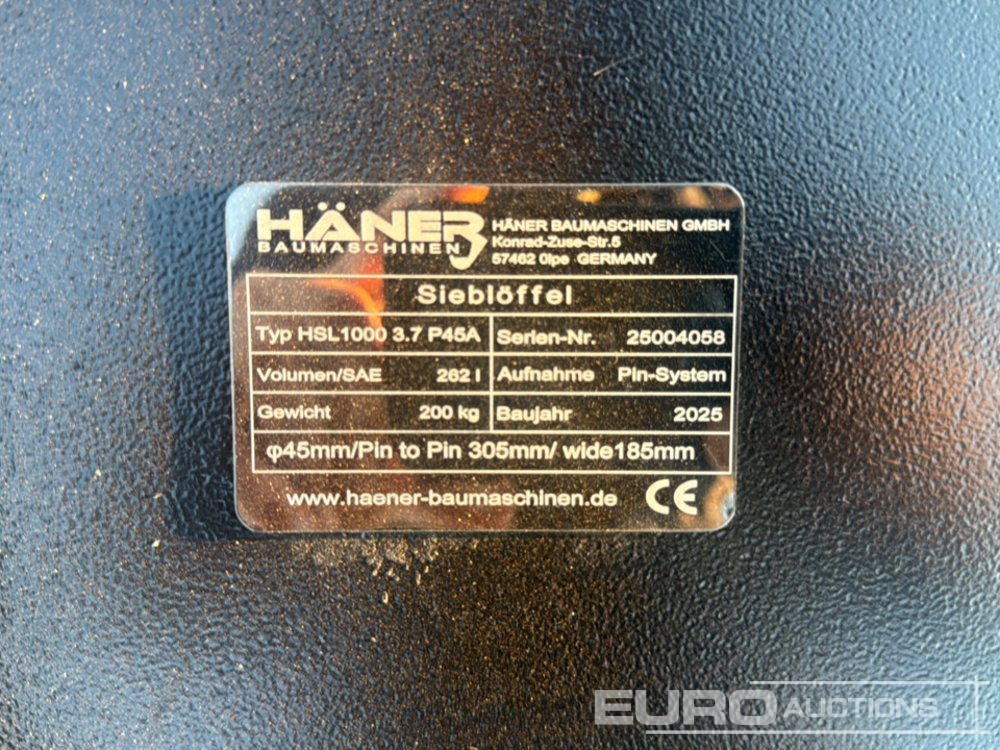 HÄNER
BAUMASCHINEN
HÄNER BAUMASCHINEN GMBH
Konrad-Zuse-Str.5
57462 Olpe GERMANY
Sieblöffel
Typ HSL1000 3.7 P45A Serien-Nr. 25004058
Volumen/SAE 262 l Aufnahme Pin-System
Gewicht 200 kg Baujahr 2025
φ45mm/Pin to Pin 305mm/ wide185mm
www.haener-baumaschinen.de CE
EURO AUCTIONS